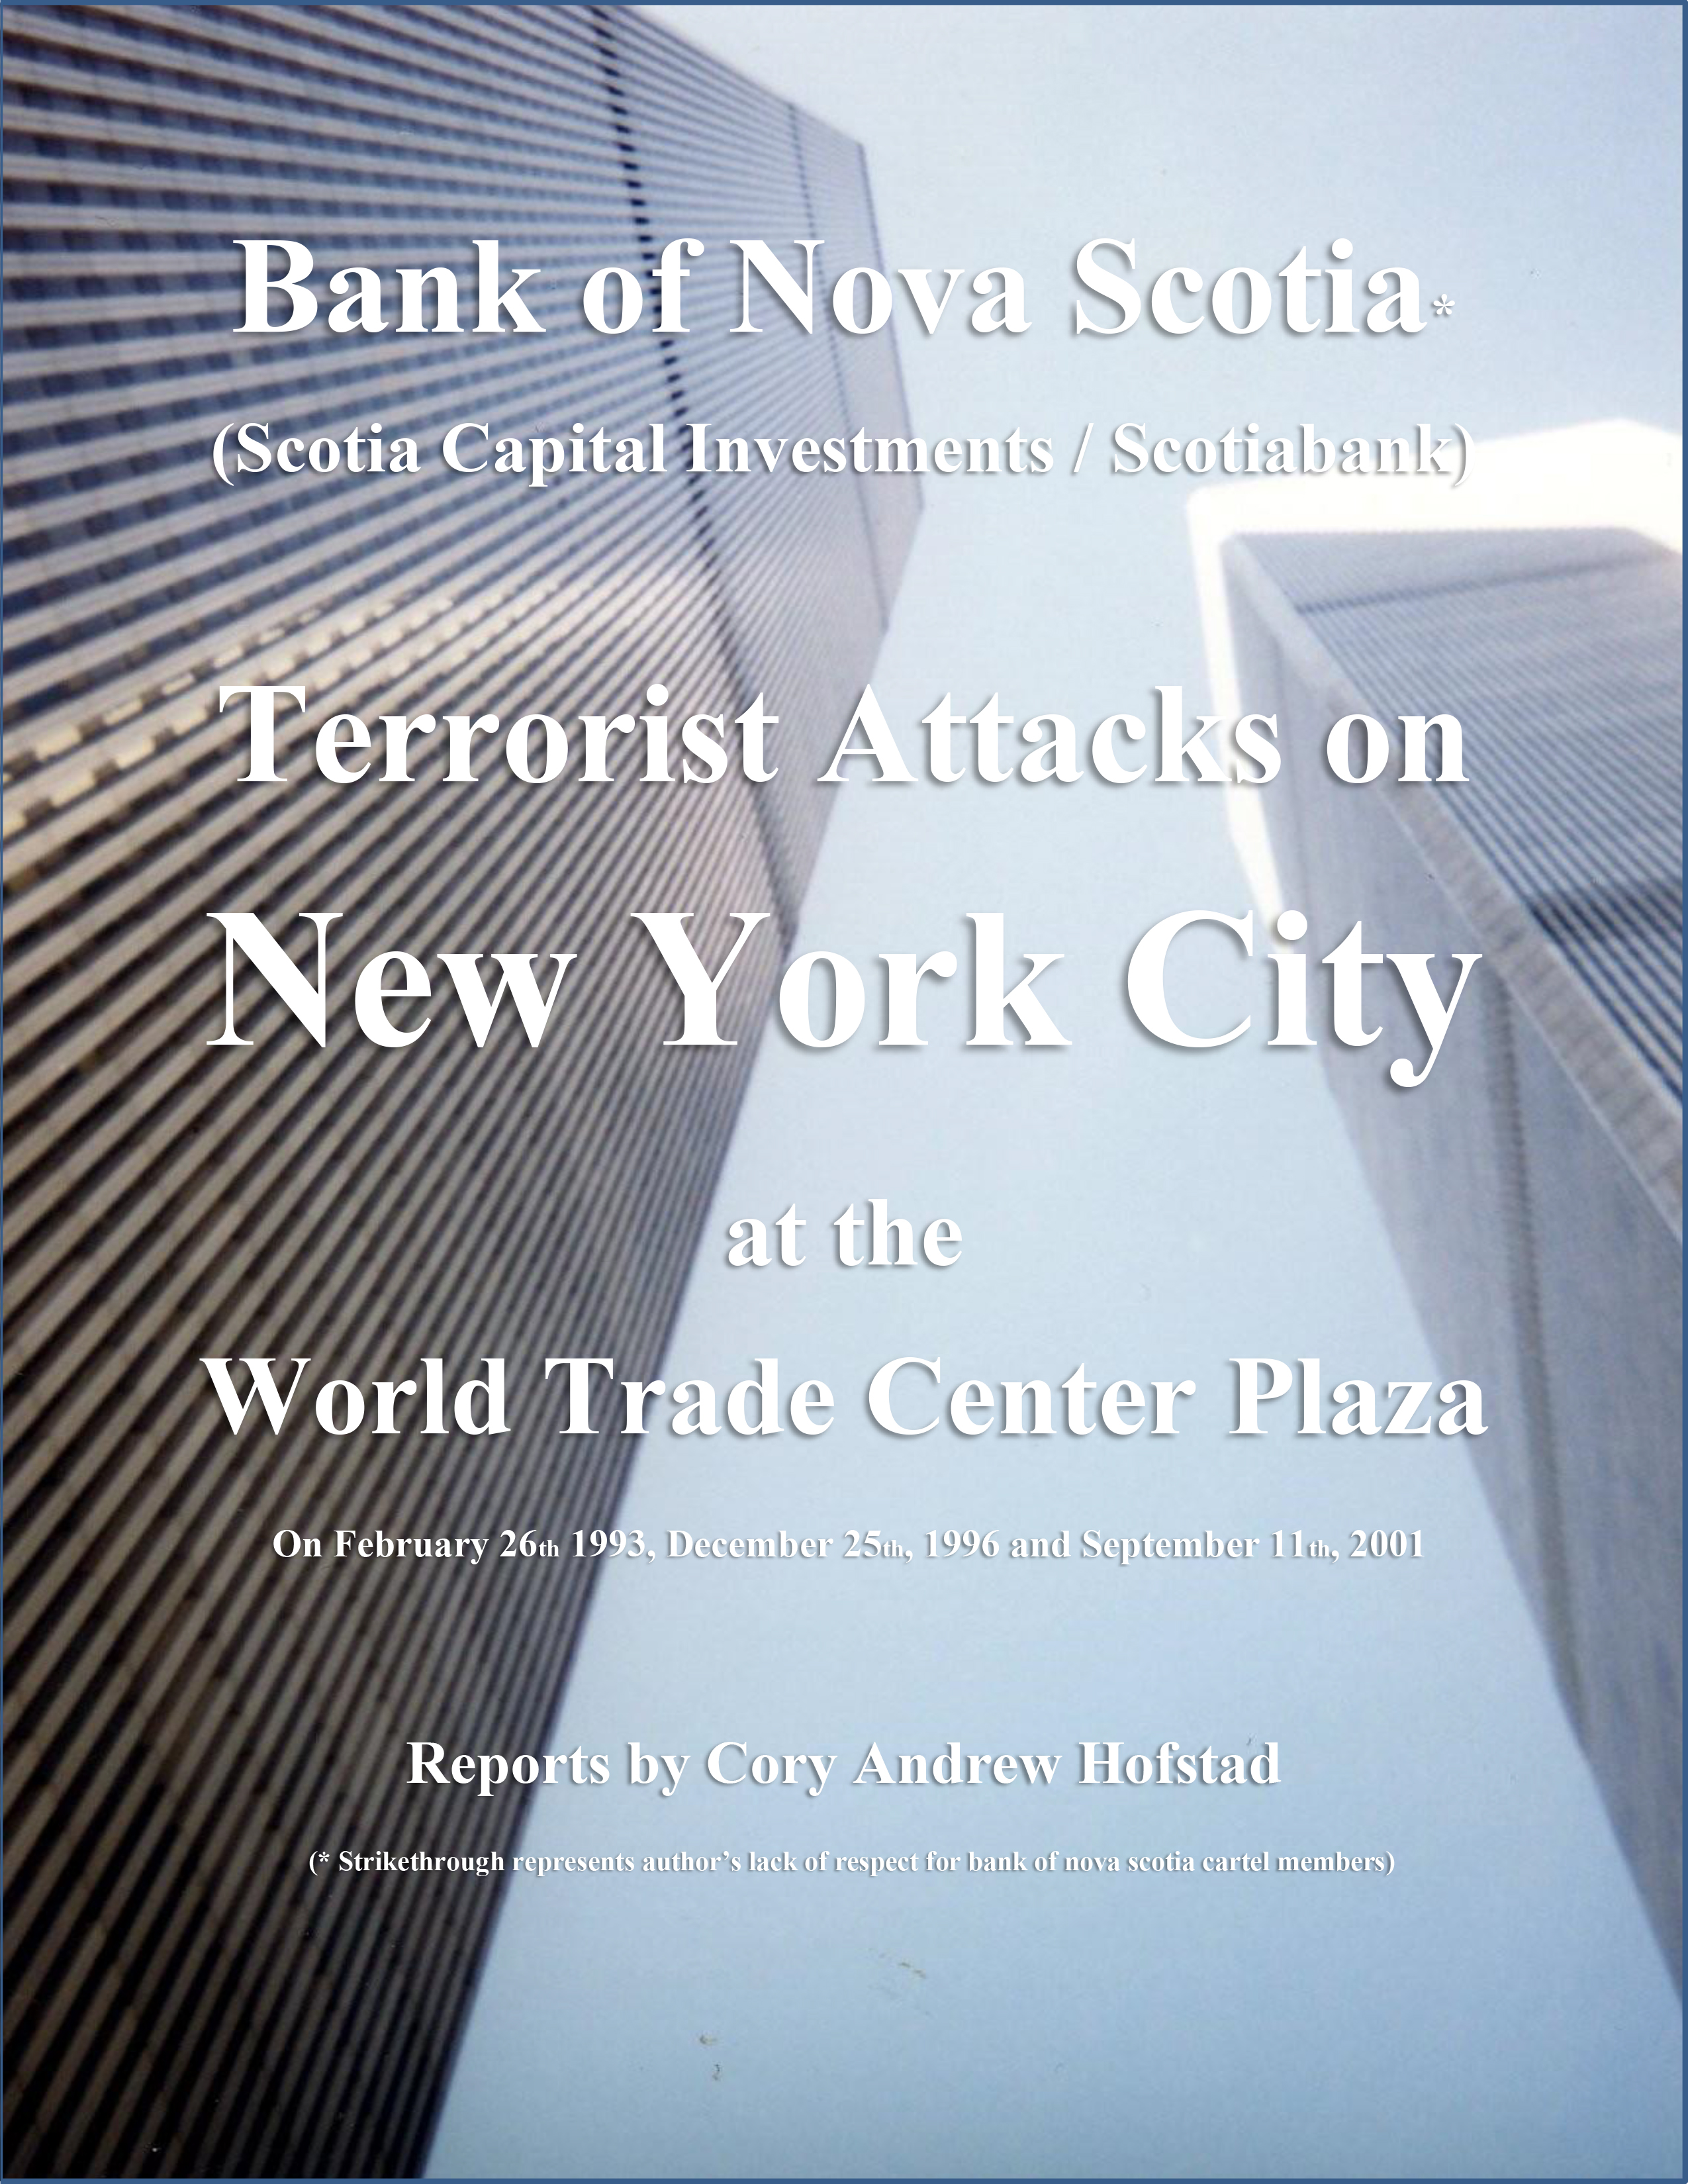 Bank of Nova Scotia*
(Scotia Capital Investments / Scotiabank)
Terrorist Attacks on
New York City
at the
World Trade Center Plaza
On February 26th 1993, December 25th, 1996 and September 11th, 2001
Reports by Cory Andrew Hofstad
(* Strikethrough represents author’s lack of respect for bank of nova scotia cartel members)